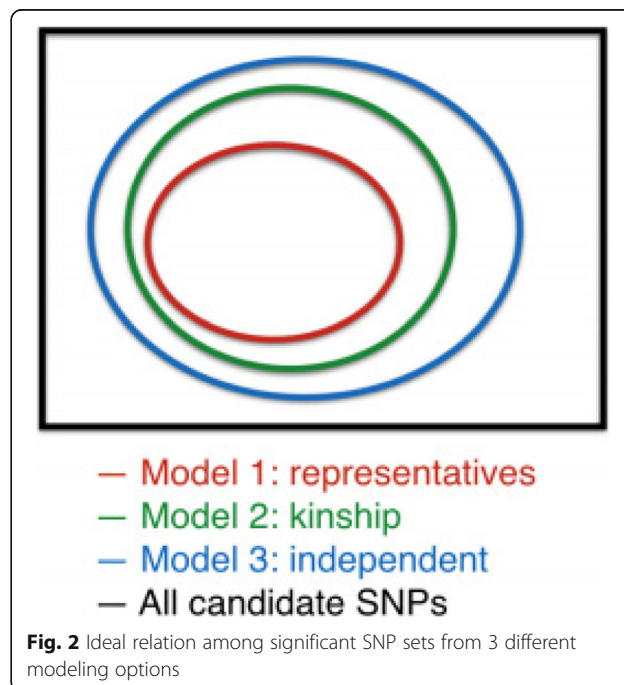 — Model 1: representatives
— Model 2: kinship
— Model 3: independent
— All candidate SNPs
Fig. 2 Ideal relation among significant SNP sets from 3 different
modeling options